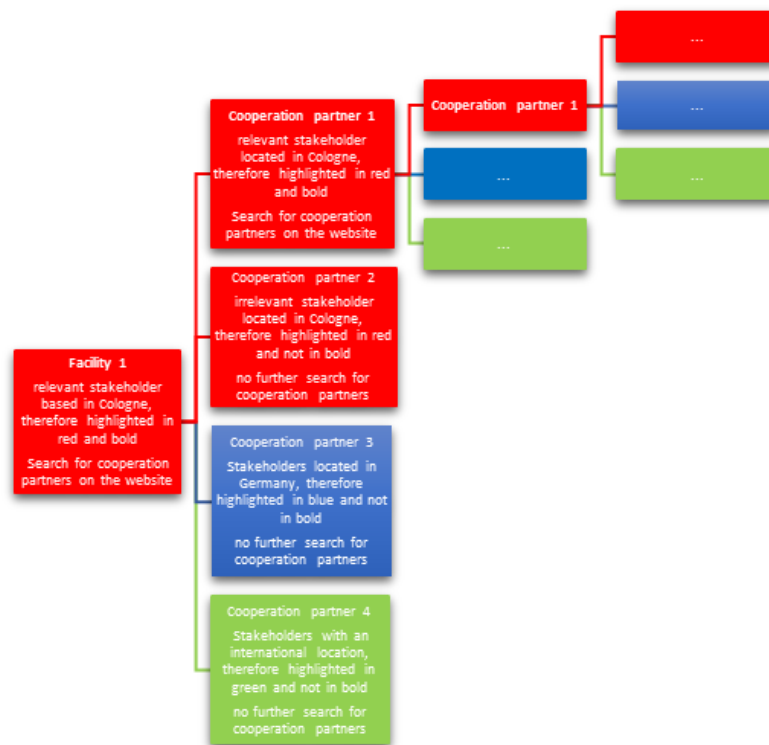 Facility 1
relevant stakeholder
based in Cologne,
therefore highlighted in
red and bold
Search for cooperation
partners on the website
Cooperation partner 1
relevant stakeholder
located in Cologne,
therefore highlighted in red
and bold
Search for cooperation
partners on the website
Cooperation partner 2
irrelevant stakeholder
located in Cologne,
therefore highlighted in red
and not in bold
no further search for
cooperation partners
Cooperation partner 3
Stakeholders located in
Germany, therefore
highlighted in blue and not
in bold
no further search for
cooperation partners
Cooperation partner 4
Stakeholders with an
international location,
therefore highlighted in
green and not in bold
no further search for
cooperation partners
Cooperation partner 1
...
...
...
...
...